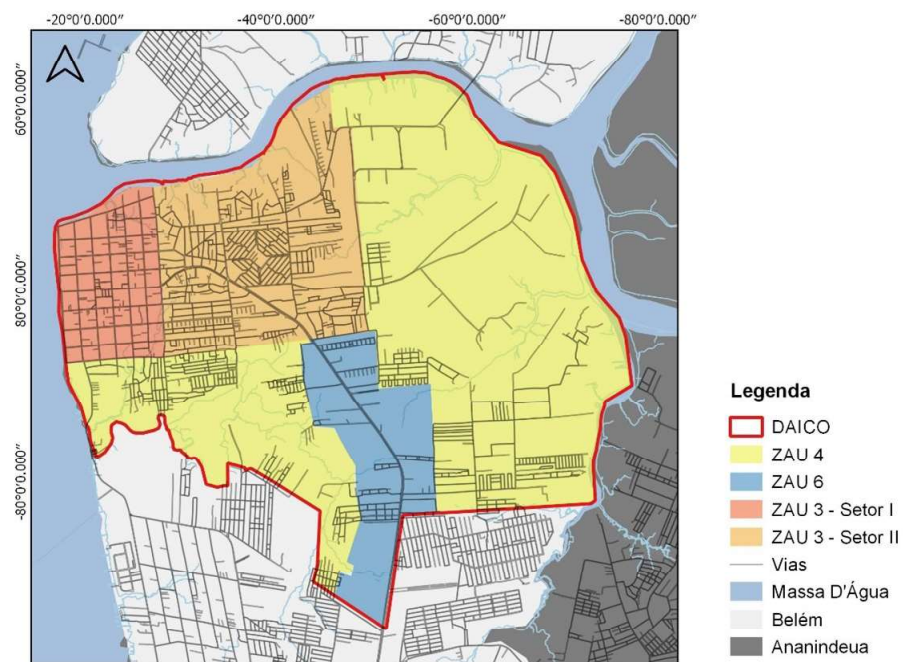 -20°0'0.000″ -40°0'0.000″ -60°0'0.000″ -80°0'0.000″
60°0'0.000″
80°0'0.000″
-80°0'0.000″
Legenda
DAICO
ZAU 4
ZAU 6
ZAU 3 - Setor I
ZAU 3 - Setor II
Vias
Massa D'Água
Belém
Ananindeua